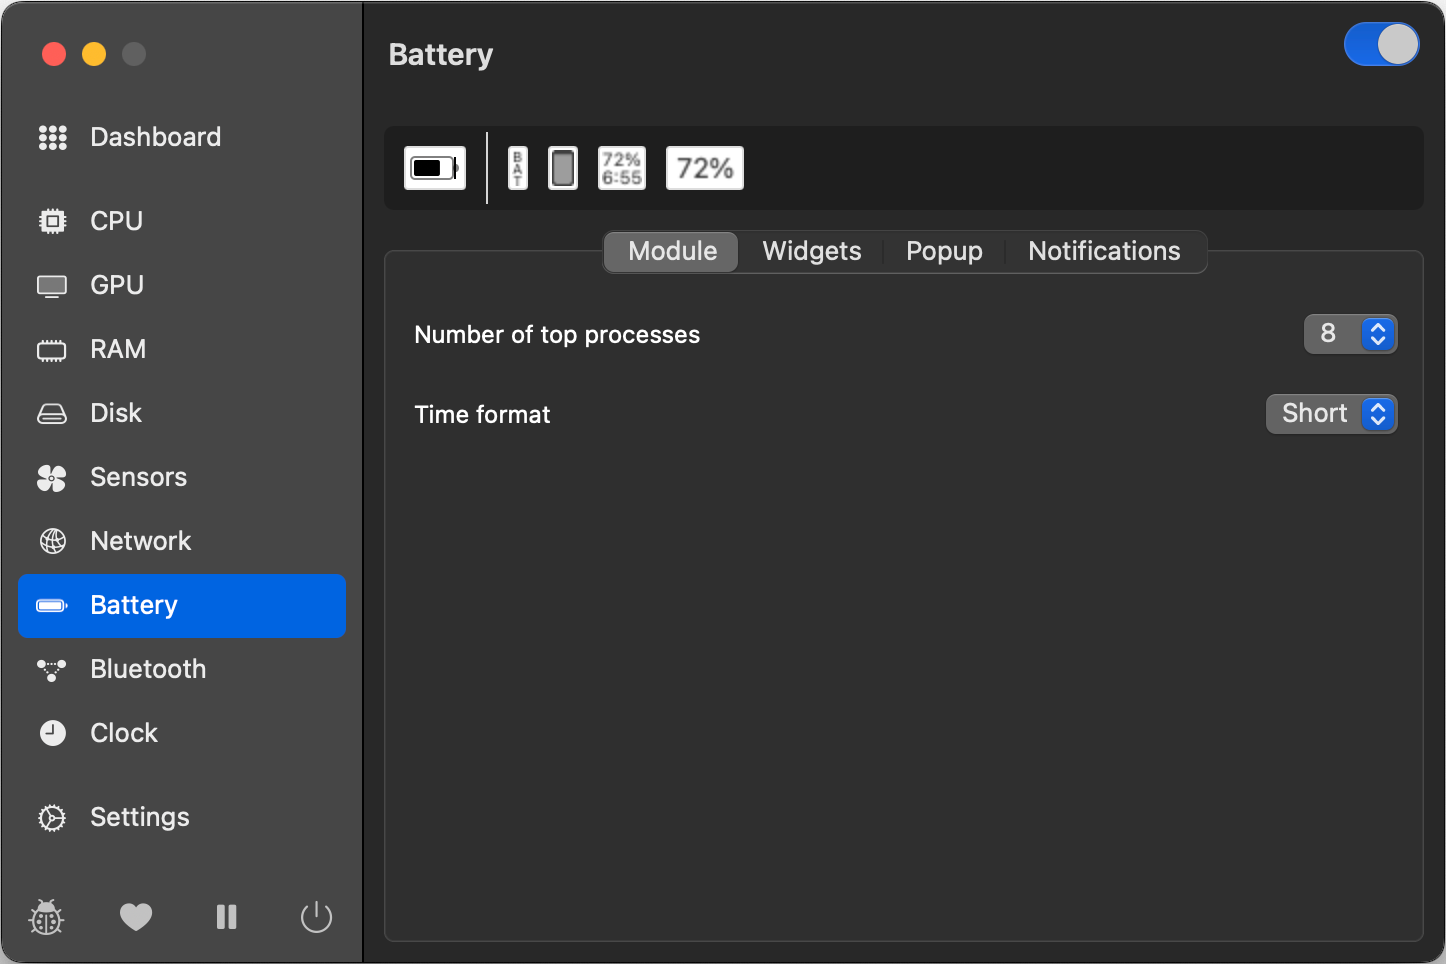 Battery
Dashboard
CPU
GPU
RAM
Disk
Sensors
Network
Battery
Bluetooth
Clock
Settings
BAT
72%
6:55
72%
Module Widgets Popup Notifications
Number of top processes 8
Time format Short